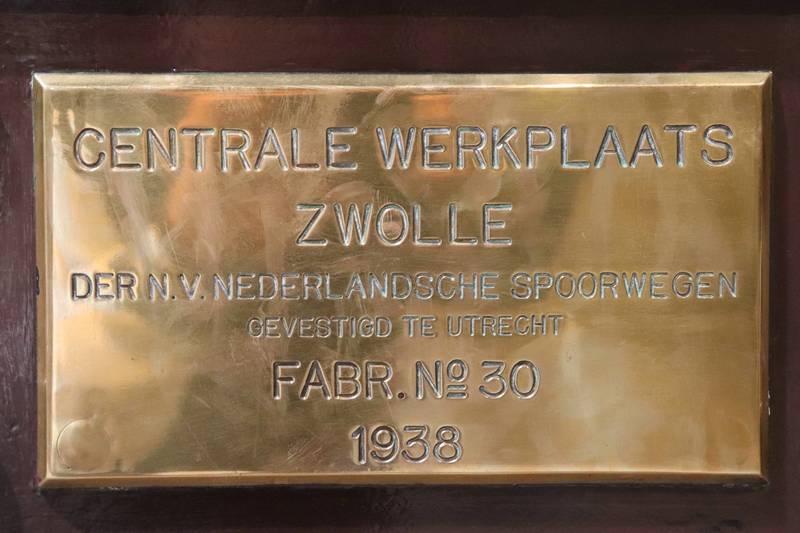 CENTRALE WERKPLAATS
ZWOLLE
DER N.V. NEDERLANDSCHE SPOORWEGEN
GEVESTIGD TE UTRECHT
FABR. Nº 30
1938